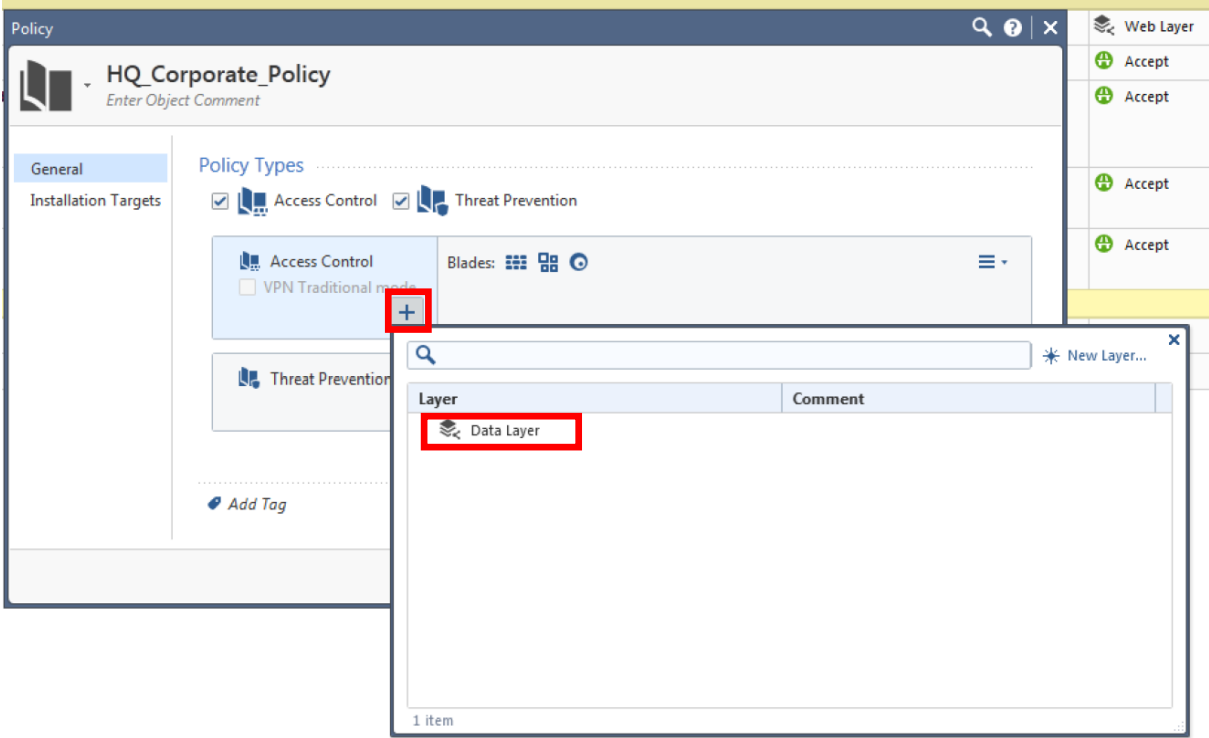 Policy
Web Layer
HQ_Corporate_Policy
Enter Object Comment
Accept
Accept
General
Installation Targets
Policy Types
Access Control
Threat Prevention
Accept
Accept
Access Control
VPN Traditional mode
Blades:
Threat Prevention
New Layer...
Layer
Comment
Data Layer
Add Tag
1 item